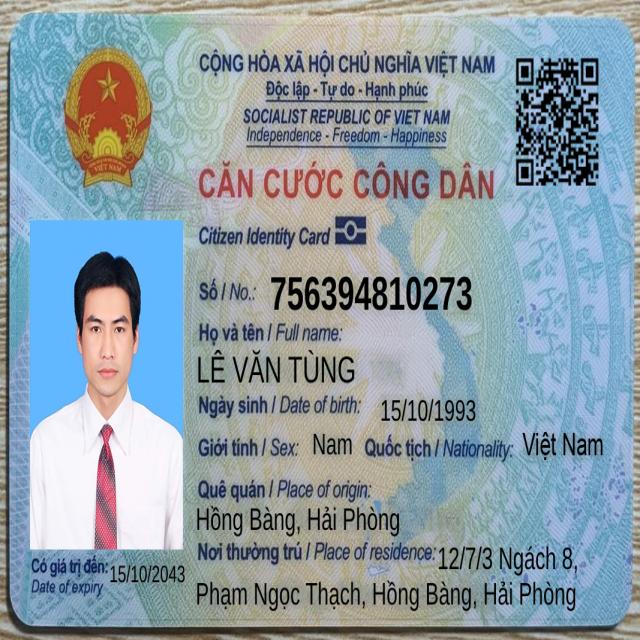 CỘNG HÒA XÃ HỘI CHỦ NGHĨA VIỆT NAM
Độc lập - Tự do - Hạnh phúc
SOCIALIST REPUBLIC OF VIET NAM
Independence - Freedom - Happiness
CĂN CƯỚC CÔNG DÂN
Citizen Identity Card
VIỆT NAM
Số / No.: 756394810273
Họ và tên / Full name:
LÊ VĂN TÙNG
Ngày sinh / Date of birth: 15/10/1993
Giới tính / Sex: Nam Quốc tịch / Nationality: Việt Nam
Quê quán / Place of origin:
Hồng Bàng, Hải Phòng
Nơi thường trú / Place of residence: 12/7/3 Ngách 8,
Phạm Ngọc Thạch, Hồng Bàng, Hải Phòng
Có giá trị đến: 15/10/2043
Date of expiry